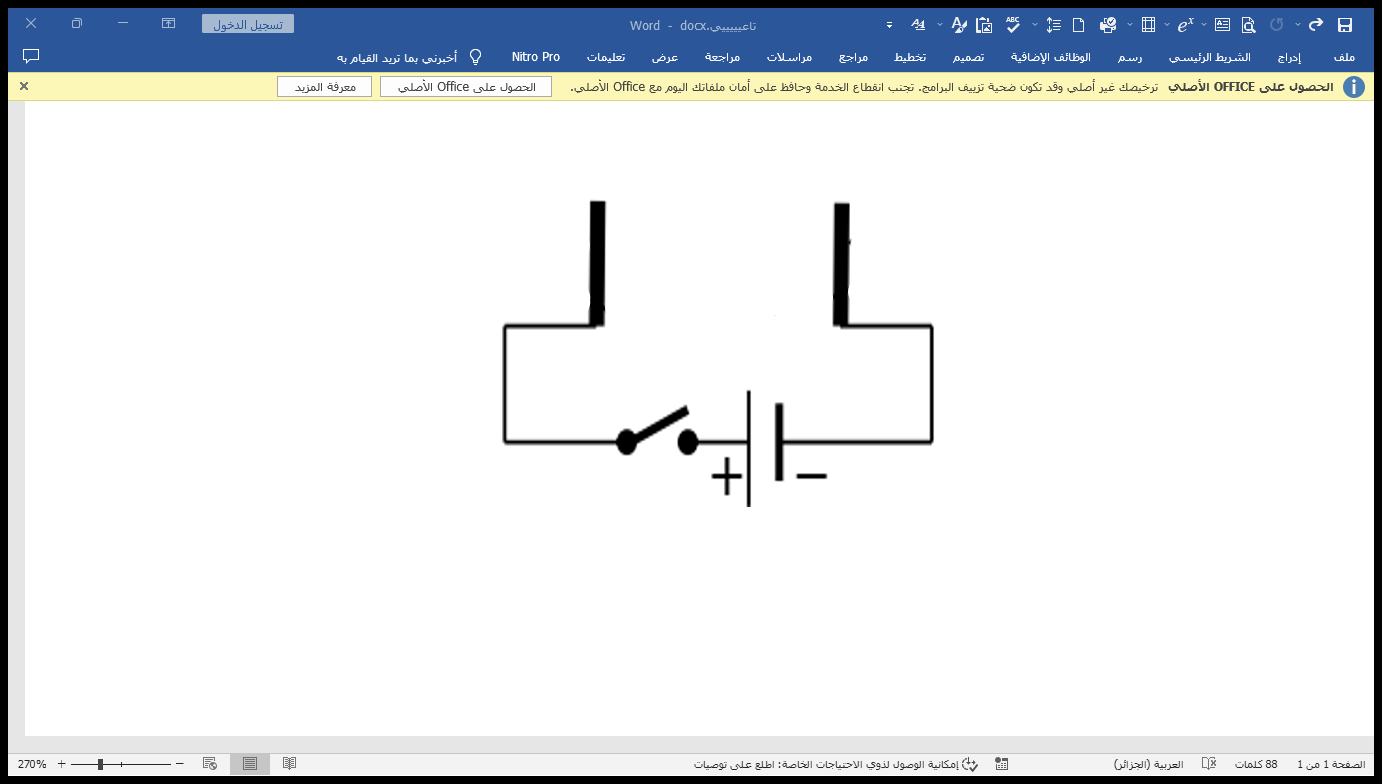 تسجيل الدخول
تاعيييييي.docx - Word
ملف إدراج الشريط الرئيسي رسم الوظائف الإضافية تصميم تخطيط مراجع مراسلات مراجعة عرض تعليمات Nitro Pro أخبرني بما تريد القيام به
الحصول على OFFICE الأصلي ترخيصك غير أصلي وقد تكون ضحية تزييف البرامج. تجنب انقطاع الخدمة وحافظ على أمان ملفاتك اليوم مع Office الأصلي. الحصول على Office الأصلي معرفة المزيد
+ −
الصفحة 1 من 1 88 كلمات العربية (الجزائر) إمكانية الوصول لذوي الاحتياجات الخاصة: اطلع على توصيات 270%